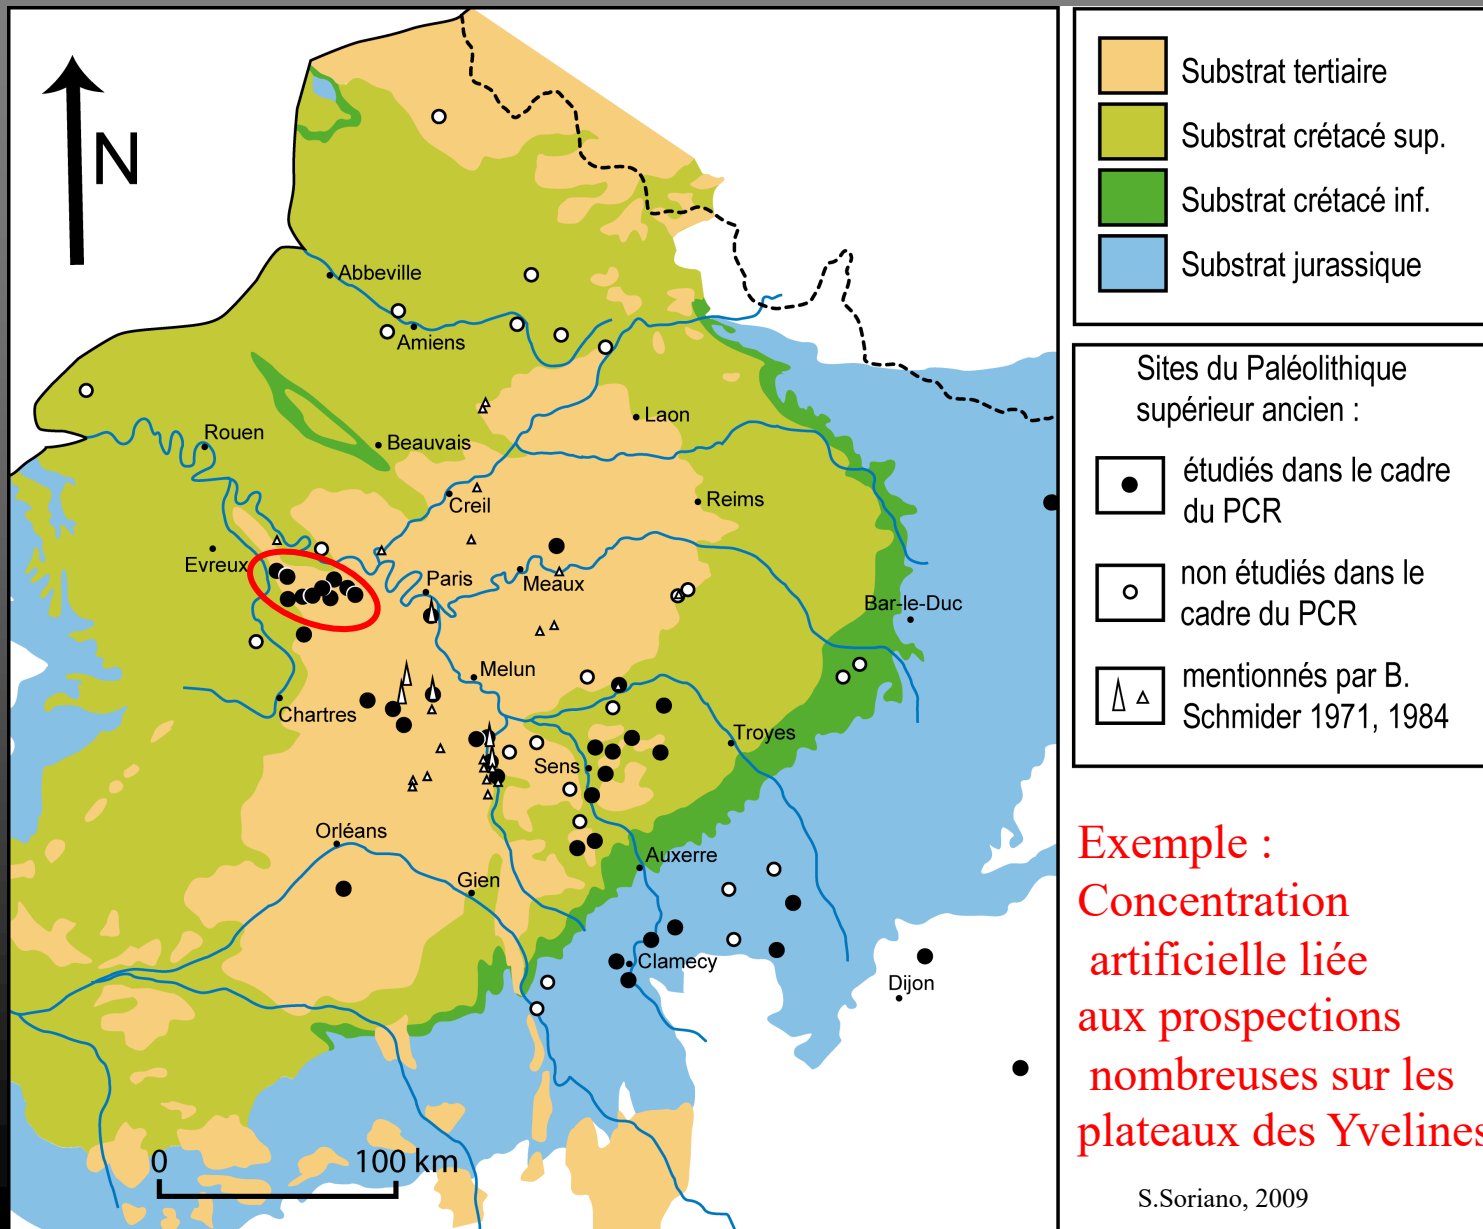 N
Abbeville
Amiens
Rouen
Beauvais
Laon
Creil
Reims
Evreux
Paris
Meaux
Bar-le-Duc
Melun
Chartres
Troyes
Sens
Orléans
Auxerre
Gien
Clamecy
Dijon
0
100 km
Substrat tertiaire
Substrat crétacé sup.
Substrat crétacé inf.
Substrat jurassique
Sites du Paléolithique
supérieur ancien :
étudiés dans le cadre
du PCR
non étudiés dans le
cadre du PCR
mentionnés par B.
Schmider 1971, 1984
Exemple :
Concentration
artificielle liée
aux prospections
nombreuses sur les
plateaux des Yvelines
S.Soriano, 2009